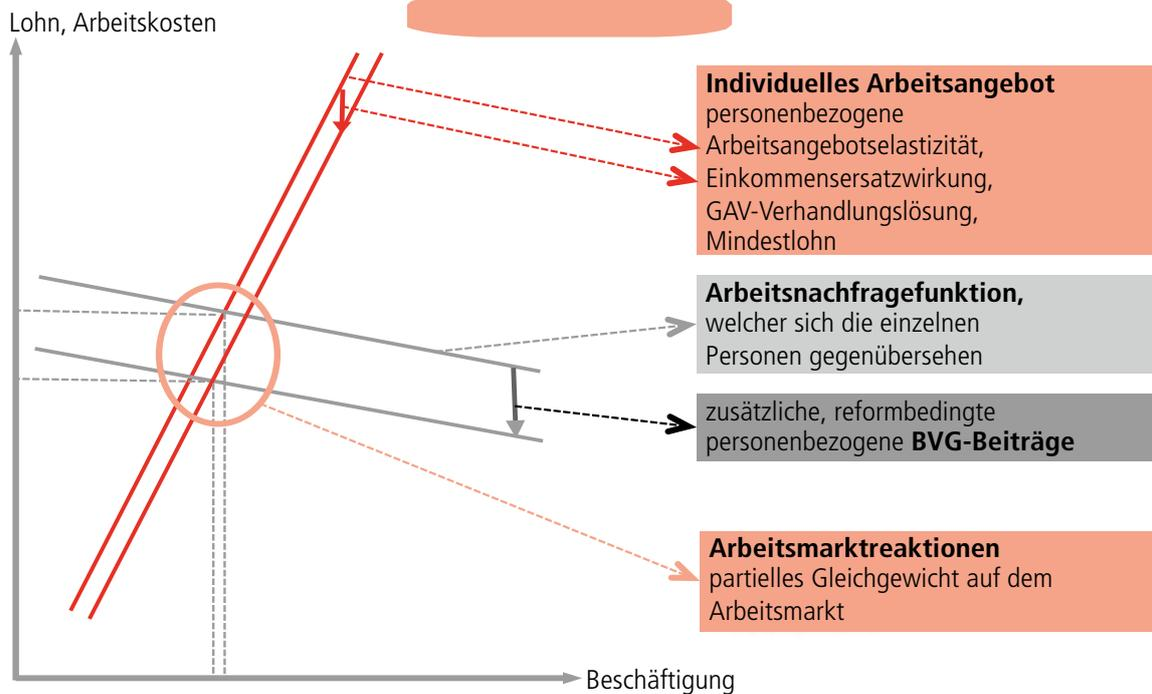 Lohn, Arbeitskosten
Individuelles Arbeitsangebot
personenbezogene
Arbeitsangebotselastizität,
Einkommensersatzwirkung,
GAV-Verhandlungslösung,
Mindestlohn
Arbeitsnachfragefunktion,
welcher sich die einzelnen
Personen gegenübersehen
zusätzliche, reformbedingte
personenbezogene BVG-Beiträge
Arbeitsmarktreaktionen
partielles Gleichgewicht auf dem
Arbeitsmarkt
Beschäftigung